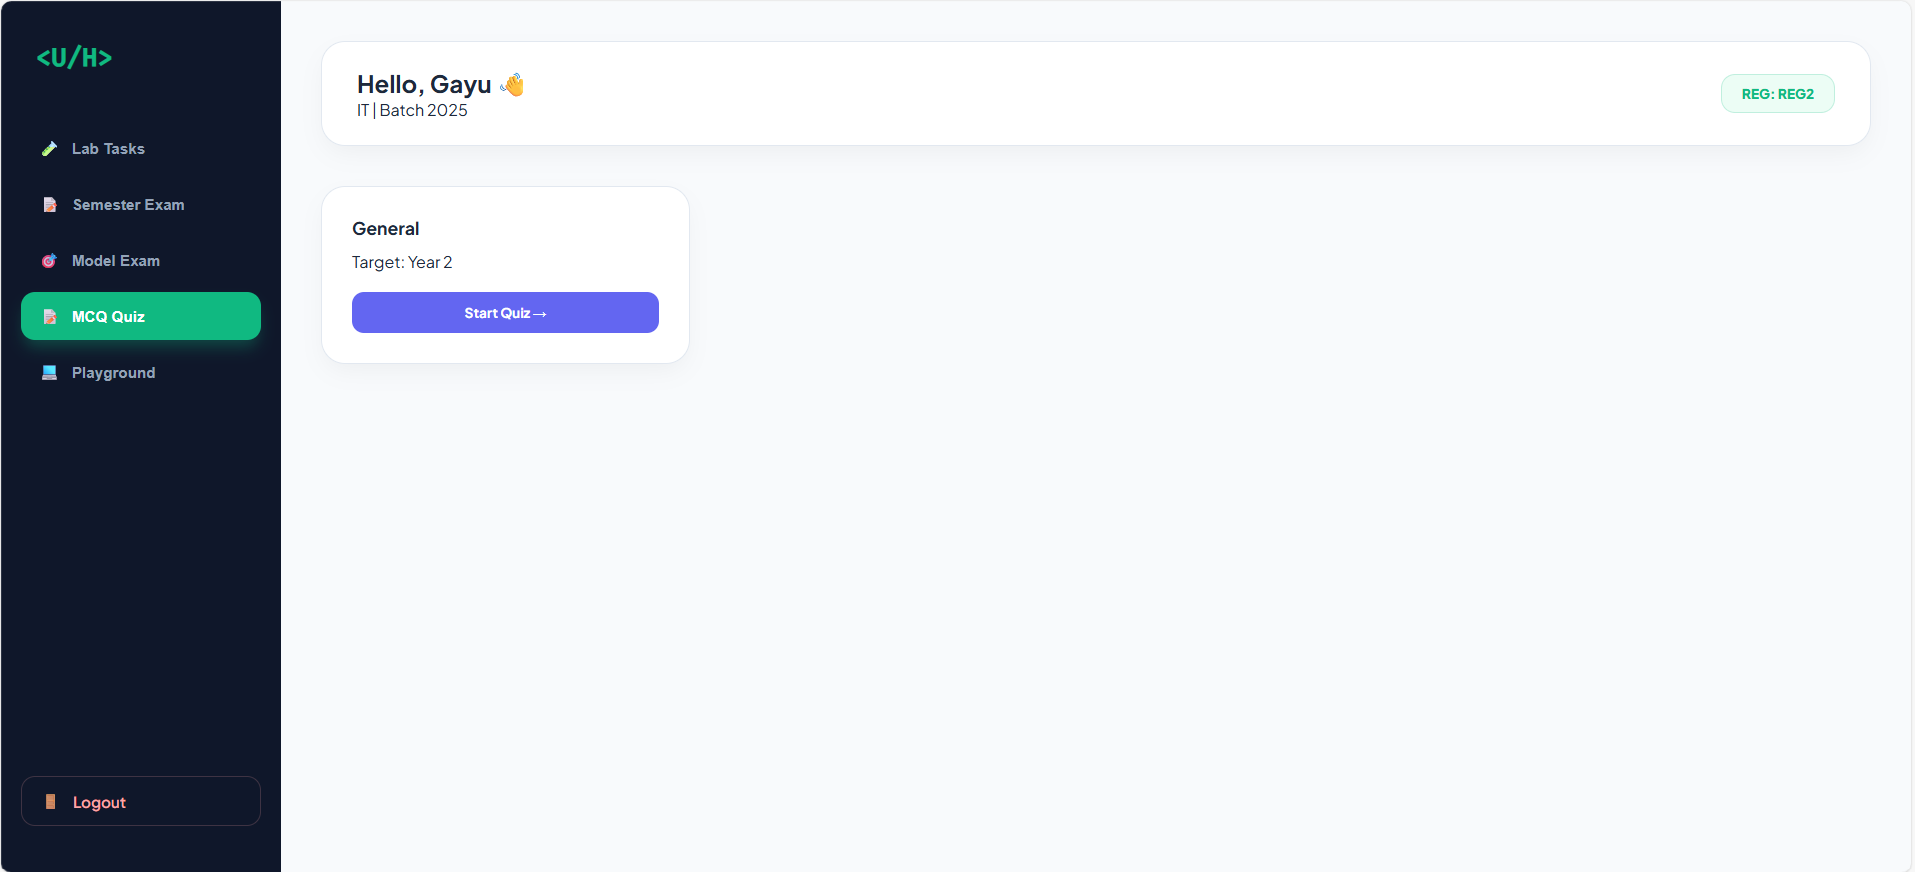 <U/H>
Lab Tasks
Semester Exam
Model Exam
MCQ Quiz
Playground
Logout
Hello, Gayu 👋
IT | Batch 2025
REG: REG2
General
Target: Year 2
Start Quiz →